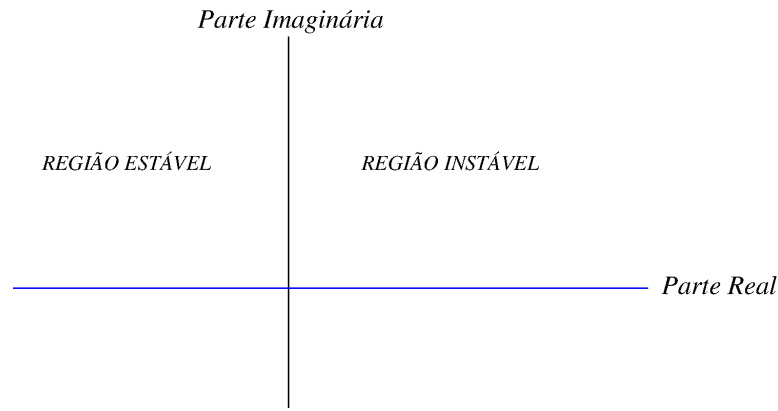 Parte Imaginária
REGIÃO ESTÁVEL
REGIÃO INSTÁVEL
Parte Real